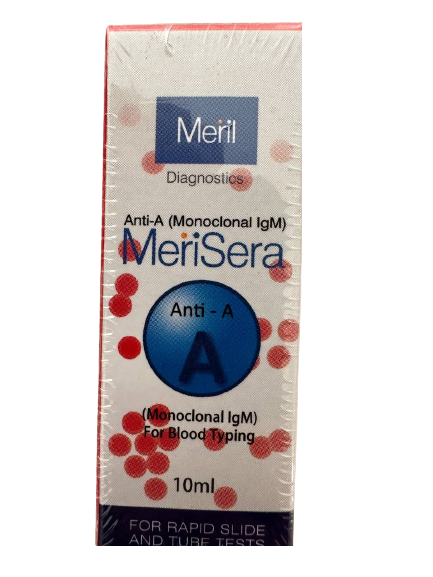 Meril
Diagnostics
Anti-A (Monoclonal IgM)
MeriSera
Anti - A
A
(Monoclonal IgM)
For Blood Typing
10ml
FOR RAPID SLIDE
AND TUBE TESTS